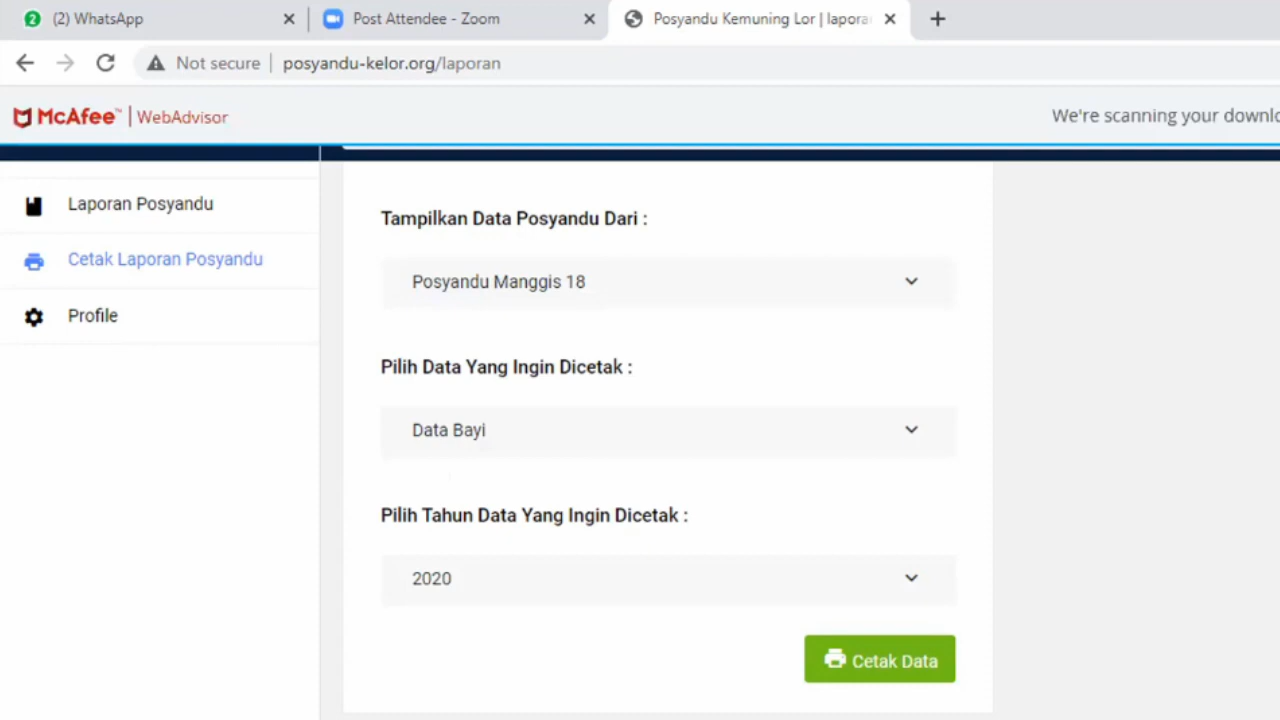 2 (2) WhatsApp
Post Attendee - Zoom
Posyandu Kemuning Lor | lapora
Not secure | posyandu-kelor.org/laporan
McAfee™ | WebAdvisor
We're scanning your downlo
Laporan Posyandu
Cetak Laporan Posyandu
Profile
Tampilkan Data Posyandu Dari :
Posyandu Manggis 18
Pilih Data Yang Ingin Dicetak :
Data Bayi
Pilih Tahun Data Yang Ingin Dicetak :
2020
Cetak Data